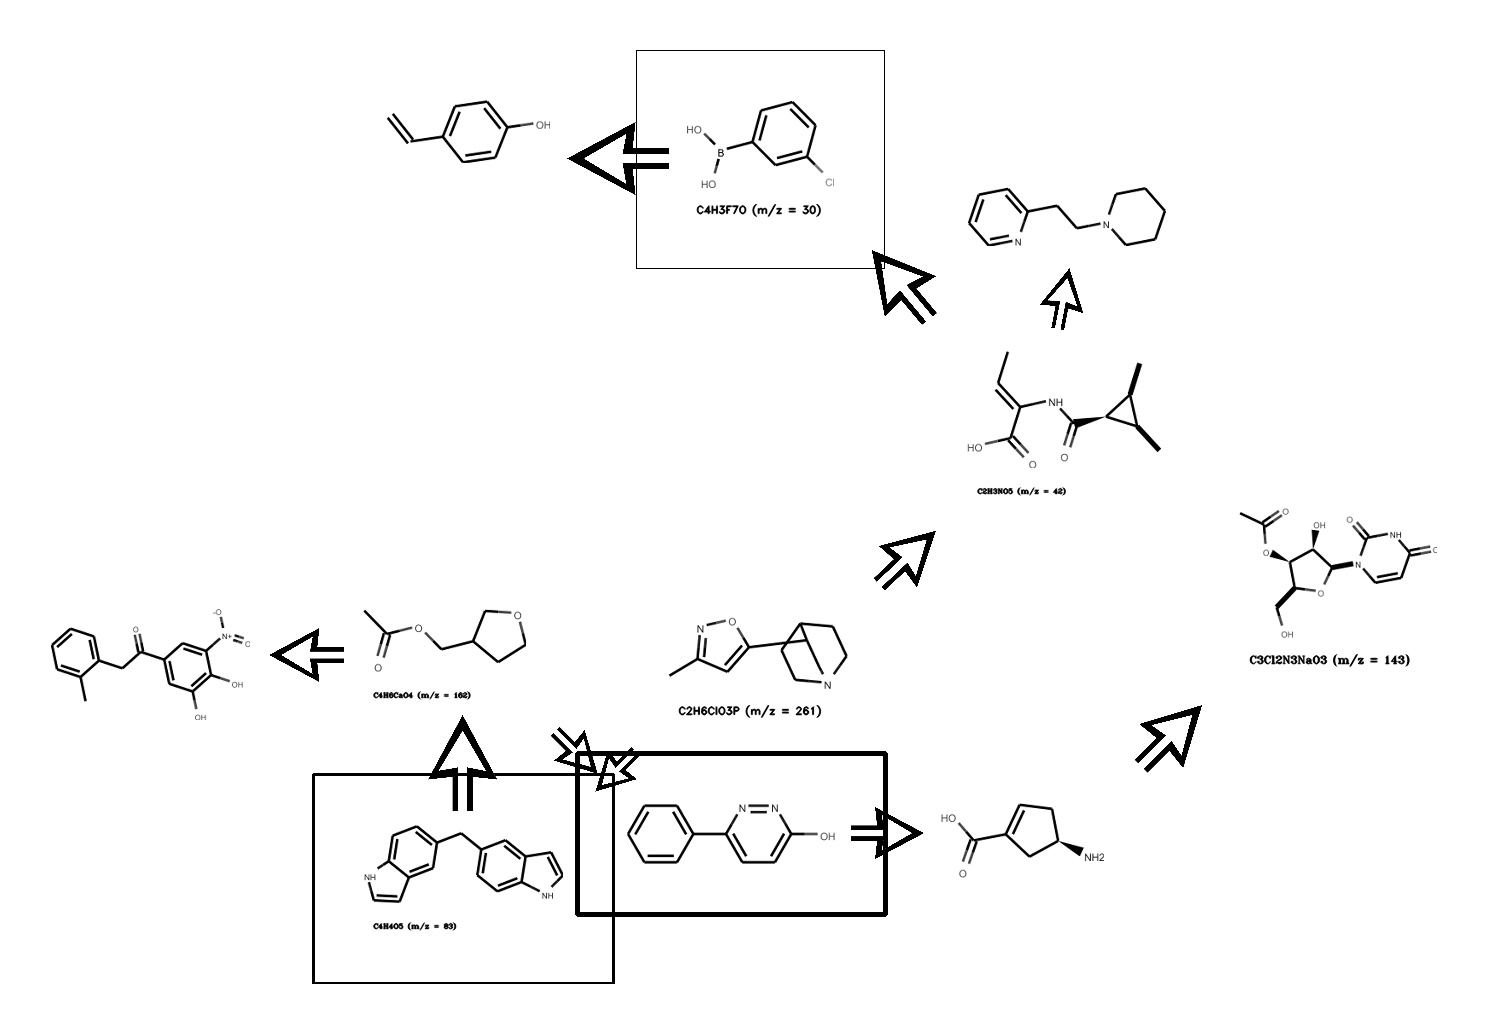 OH
HO
B
HO
Cl
C4H3F7O (m/z = 30)
N
N
NH
HO
O
O
C2H3NO5 (m/z = 42)
O
OH
O
NH
O
N
O
O
OH
C3Cl2N3NaO3 (m/z = 143)
-O
N+
O
O
OH
OH
O
O
O
C4H6CaO4 (m/z = 162)
N
O
N
C2H6ClO3P (m/z = 261)
NH
NH
C4H4O5 (m/z = 83)
N
N
OH
HO
O
NH2